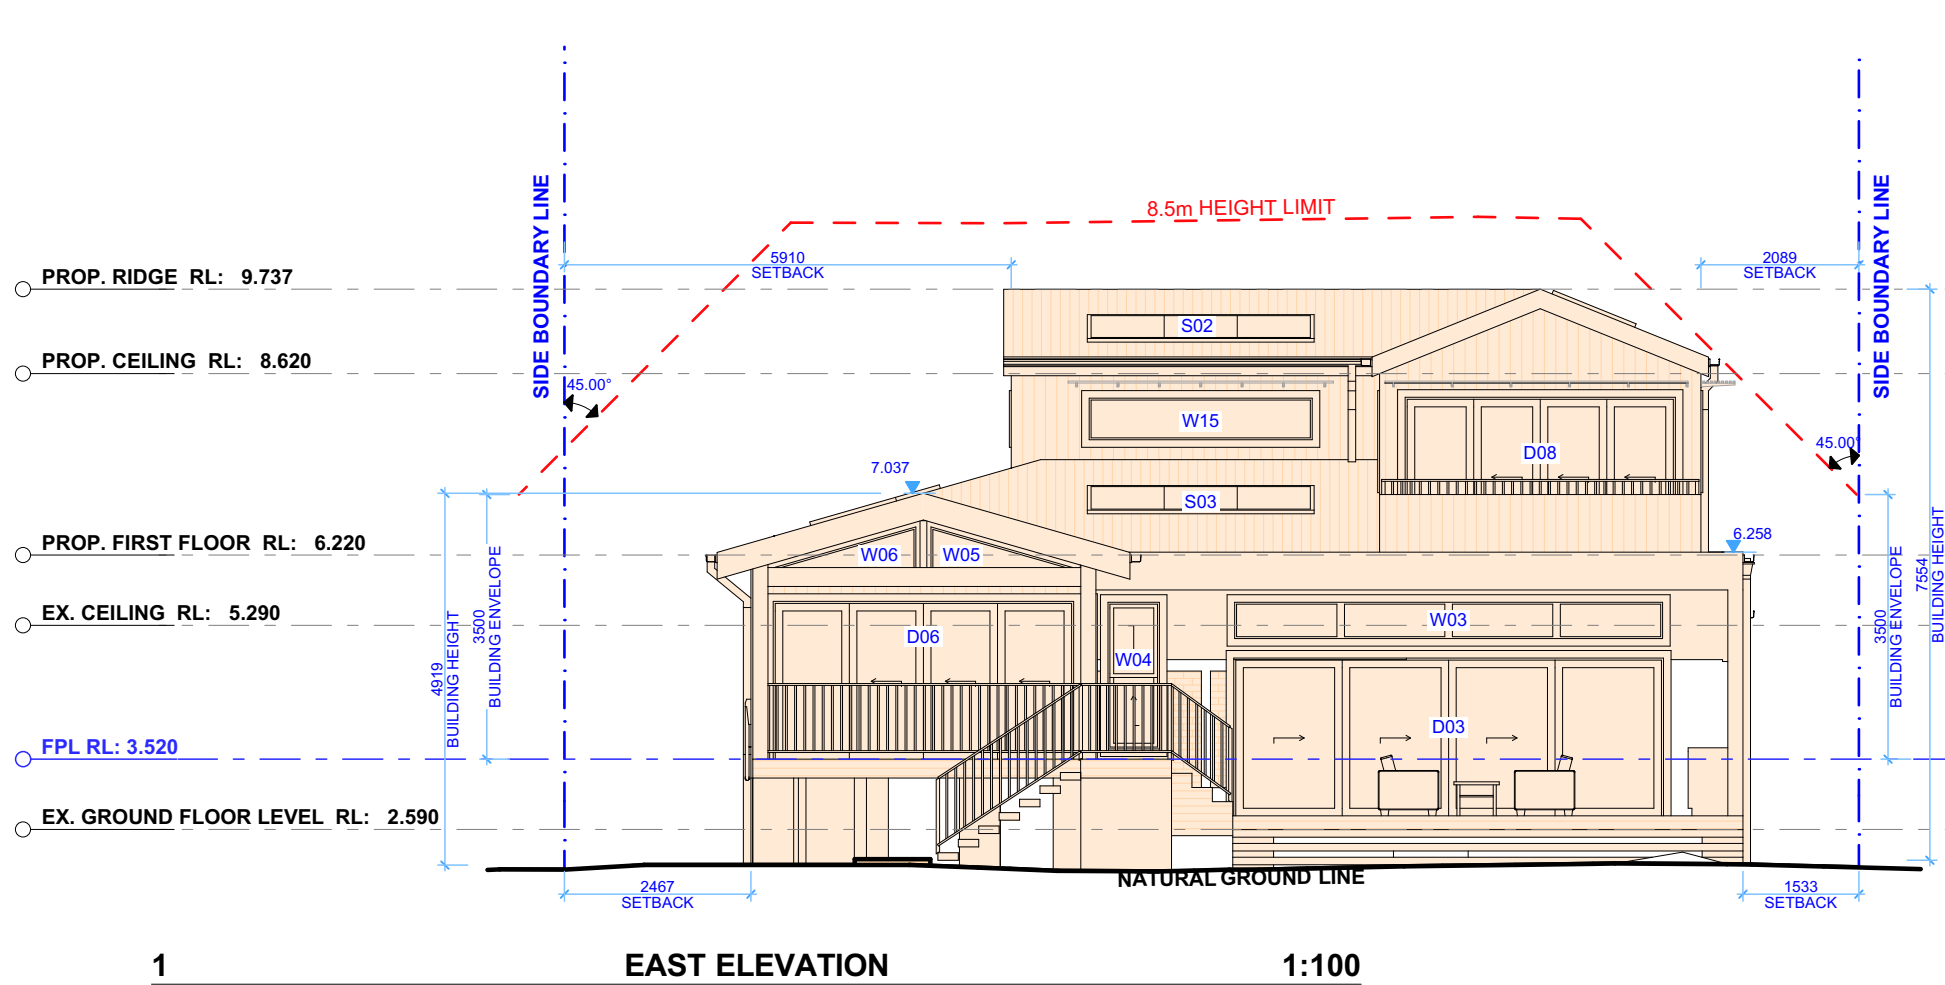 SIDE BOUNDARY LINE
SIDE BOUNDARY LINE
8.5m HEIGHT LIMIT
5910
SETBACK
2089
SETBACK
PROP. RIDGE RL: 9.737
S02
PROP. CEILING RL: 8.620
45.00°
W15
45.00°
D08
7.037
S03
6.258
PROP. FIRST FLOOR RL: 6.220
W06
W05
EX. CEILING RL: 5.290
W03
D06
W04
4919
BUILDING HEIGHT
3500
BUILDING ENVELOPE
3500
BUILDING ENVELOPE
7554
BUILDING HEIGHT
D03
FPL RL: 3.520
EX. GROUND FLOOR LEVEL RL: 2.590
NATURAL GROUND LINE
2467
SETBACK
1533
SETBACK
1 EAST ELEVATION 1:100